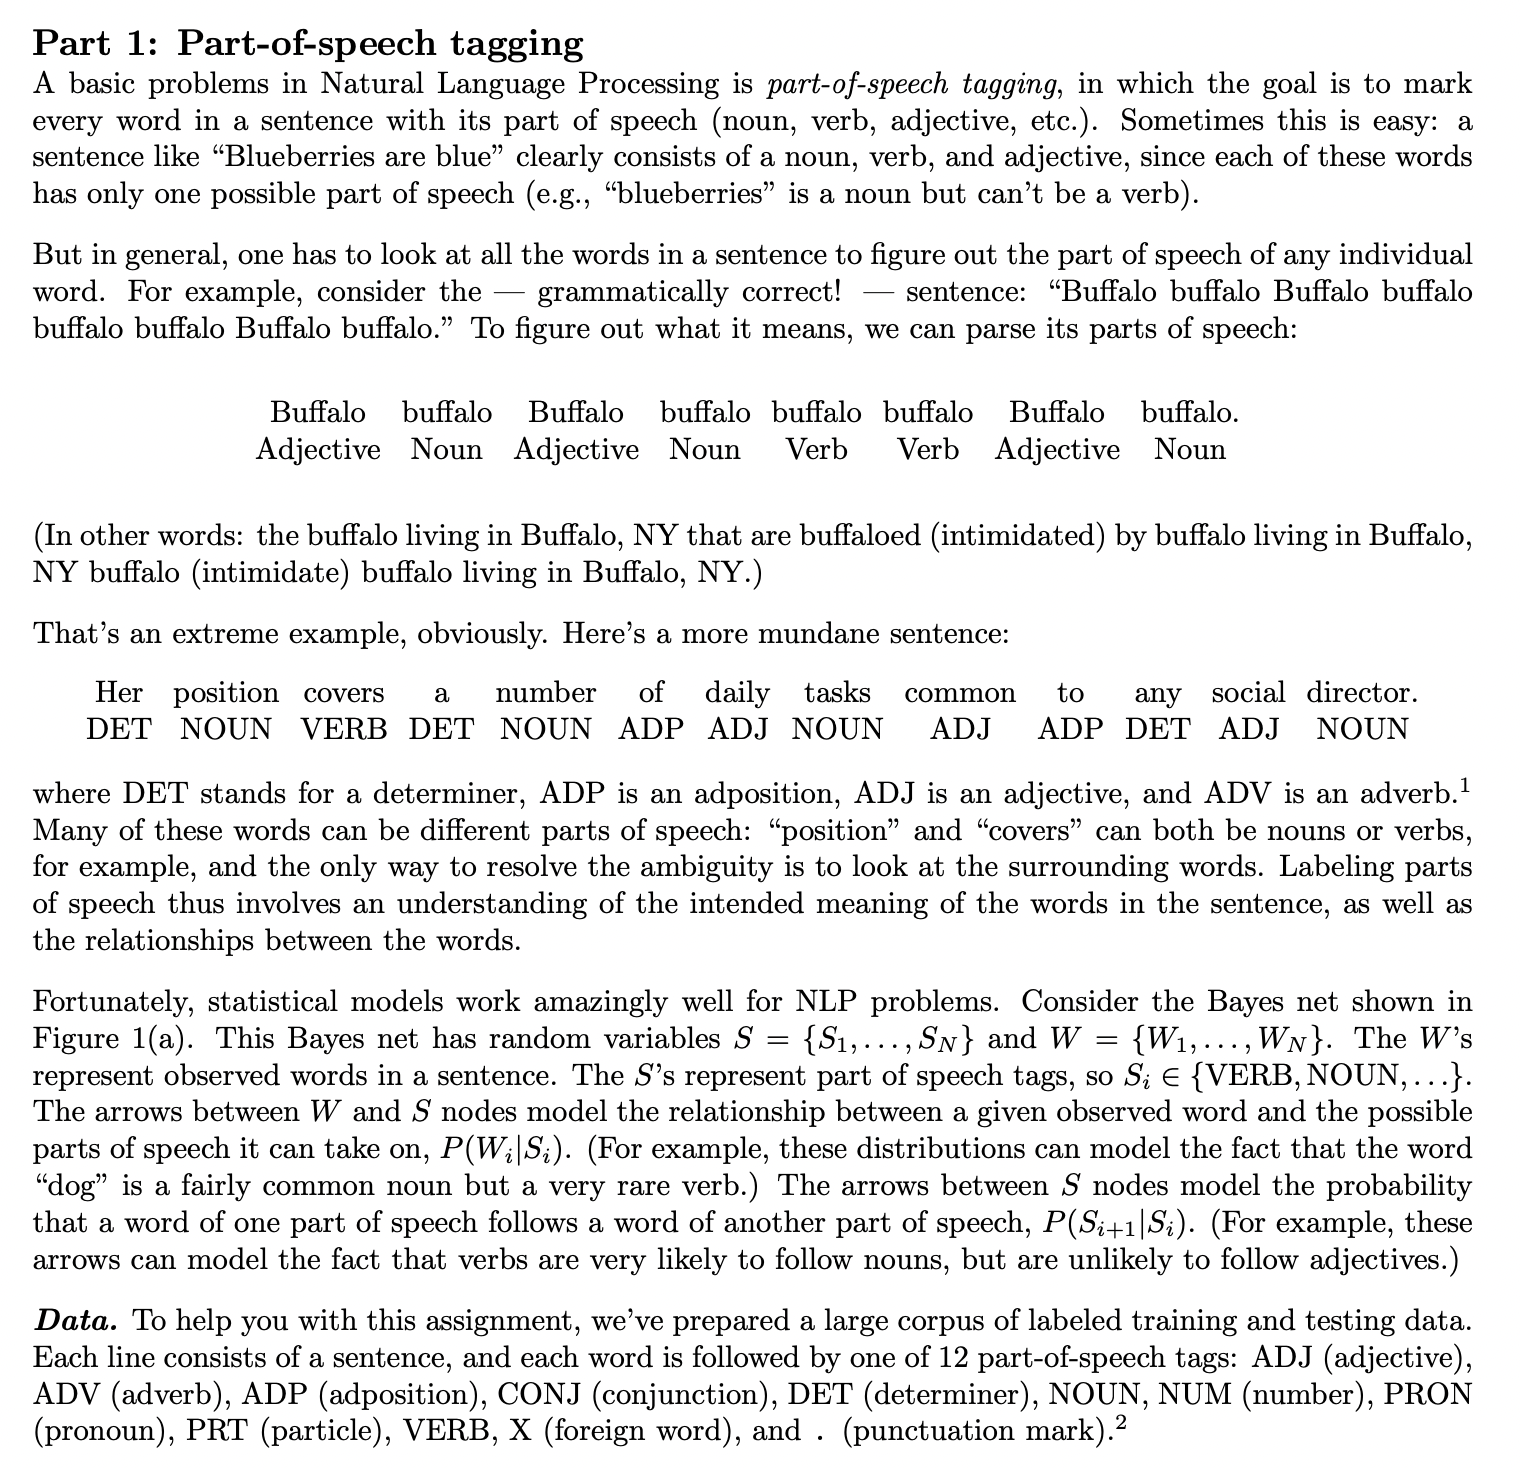 Part 1: Part-of-speech tagging
A basic problems in Natural Language Processing is part-of-speech tagging, in which the goal is to mark
every word in a sentence with its part of speech (noun, verb, adjective, etc.). Sometimes this is easy: a
sentence like “Blueberries are blue” clearly consists of a noun, verb, and adjective, since each of these words
has only one possible part of speech (e.g., “blueberries” is a noun but can’t be a verb).
But in general, one has to look at all the words in a sentence to figure out the part of speech of any individual
word. For example, consider the — grammatically correct! — sentence: “Buffalo buffalo Buffalo buffalo
buffalo buffalo Buffalo buffalo.” To figure out what it means, we can parse its parts of speech:
Buffalo buffalo Buffalo buffalo buffalo buffalo Buffalo buffalo.
Adjective Noun Adjective Noun Verb Verb Adjective Noun
(In other words: the buffalo living in Buffalo, NY that are buffaloed (intimidated) by buffalo living in Buffalo,
NY buffalo (intimidate) buffalo living in Buffalo, NY.)
That’s an extreme example, obviously. Here’s a more mundane sentence:
Her position covers a number of daily tasks common to any social director.
DET NOUN VERB DET NOUN ADP ADJ NOUN ADJ ADP DET ADJ NOUN
where DET stands for a determiner, ADP is an adposition, ADJ is an adjective, and ADV is an adverb.¹
Many of these words can be different parts of speech: “position” and “covers” can both be nouns or verbs,
for example, and the only way to resolve the ambiguity is to look at the surrounding words. Labeling parts
of speech thus involves an understanding of the intended meaning of the words in the sentence, as well as
the relationships between the words.
Fortunately, statistical models work amazingly well for NLP problems. Consider the Bayes net shown in
Figure 1(a). This Bayes net has random variables S = {S₁, . . . , S_N} and W = {W₁, . . . , W_N}. The W’s
represent observed words in a sentence. The S’s represent part of speech tags, so Sᵢ ∈ {VERB, NOUN, . . .}.
The arrows between W and S nodes model the relationship between a given observed word and the possible
parts of speech it can take on, P(Wᵢ|Sᵢ). (For example, these distributions can model the fact that the word
“dog” is a fairly common noun but a very rare verb.) The arrows between S nodes model the probability
that a word of one part of speech follows a word of another part of speech, P(Sᵢ₊₁|Sᵢ). (For example, these
arrows can model the fact that verbs are very likely to follow nouns, but are unlikely to follow adjectives.)
Data. To help you with this assignment, we’ve prepared a large corpus of labeled training and testing data.
Each line consists of a sentence, and each word is followed by one of 12 part-of-speech tags: ADJ (adjective),
ADV (adverb), ADP (adposition), CONJ (conjunction), DET (determiner), NOUN, NUM (number), PRON
(pronoun), PRT (particle), VERB, X (foreign word), and . (punctuation mark).²